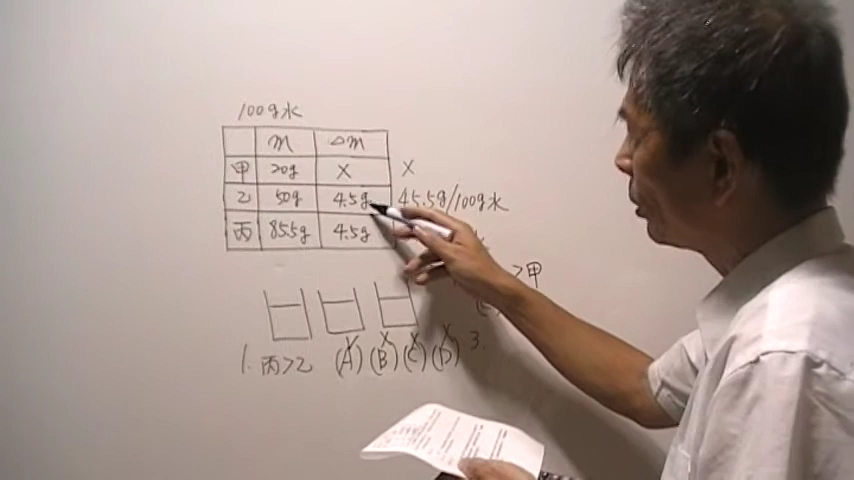 100g水
m △m
甲 20g X X
乙 50g 4.5g 45.5g/100g水
丙 85.5g 4.5g
>甲
1. 丙>乙 (A) (B) (C) (D) 3.